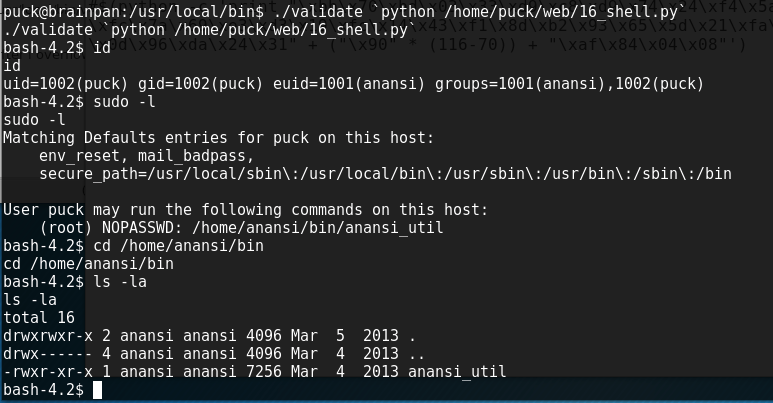 puck@brainpan:/usr/local/bin$ ./validate `python /home/puck/web/16_shell.py`
./validate `python /home/puck/web/16_shell.py`
bash-4.2$ id
id
uid=1002(puck) gid=1002(puck) euid=1001(anansi) groups=1001(anansi),1002(puck)
bash-4.2$ sudo -l
sudo -l
Matching Defaults entries for puck on this host:
    env_reset, mail_badpass,
    secure_path=/usr/local/sbin\:/usr/local/bin\:/usr/sbin\:/usr/bin\:/sbin\:/bin

User puck may run the following commands on this host:
    (root) NOPASSWD: /home/anansi/bin/anansi_util
bash-4.2$ cd /home/anansi/bin
cd /home/anansi/bin
bash-4.2$ ls -la
ls -la
total 16
drwxrwxr-x 2 anansi anansi 4096 Mar  5  2013 .
drwx------ 4 anansi anansi 4096 Mar  4  2013 ..
-rwxr-xr-x 1 anansi anansi 7256 Mar  4  2013 anansi_util
bash-4.2$